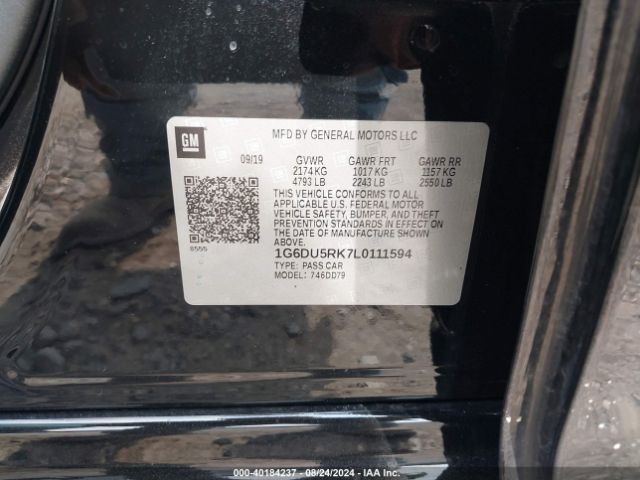 GM
MFD BY GENERAL MOTORS LLC
09/19 GVWR GAWR FRT GAWR RR
2174 KG 1017 KG 1157 KG
4793 LB 2243 LB 2550 LB
THIS VEHICLE CONFORMS TO ALL
APPLICABLE U.S. FEDERAL MOTOR
VEHICLE SAFETY, BUMPER, AND THEFT
PREVENTION STANDARDS IN EFFECT ON
THE DATE OF MANUFACTURE SHOWN
ABOVE.
1G6DU5RK7L0111594
TYPE: PASS CAR
MODEL: 746DD79
000-40184237 - 08/24/2024 - IAA Inc.